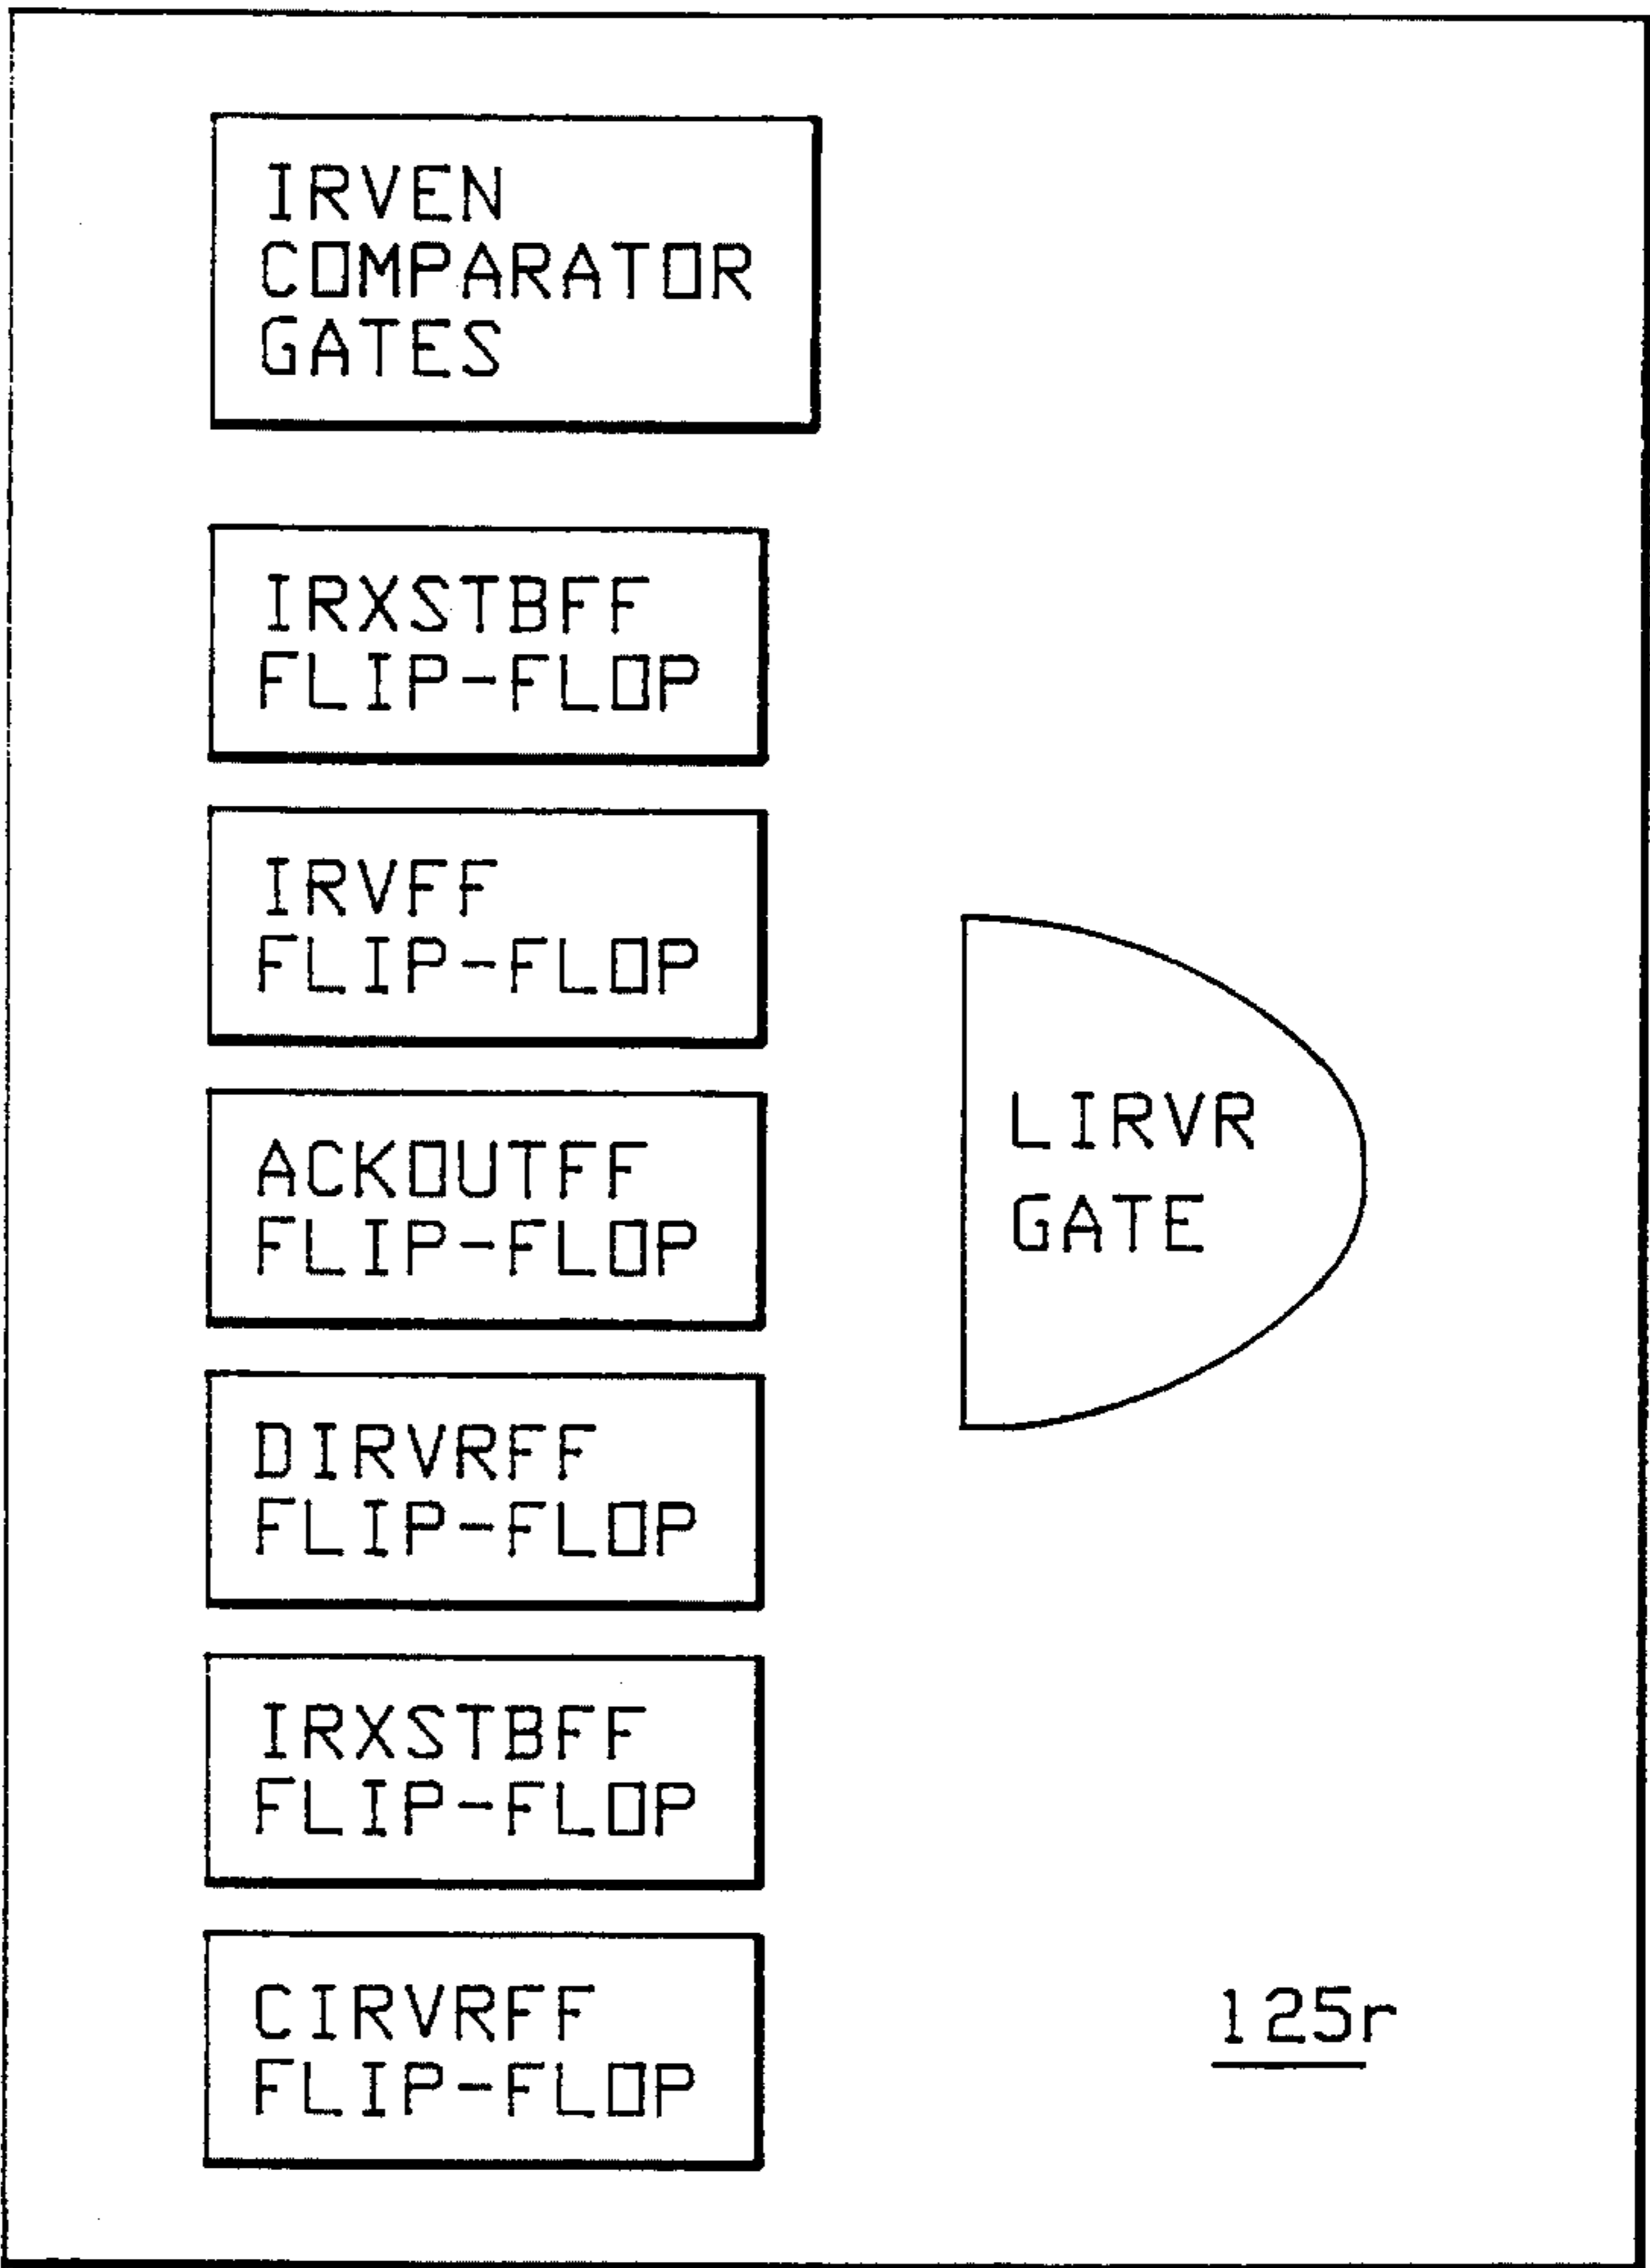 IRVEN
COMPARATOR
GATES
IRXSTBFF
FLIP-FLOP
IRVFF
FLIP-FLOP
ACKOUTFF
FLIP-FLOP
LIRVR
GATE
DIRVRFF
FLIP-FLOP
IRXSTBFF
FLIP-FLOP
CIRVRFF
FLIP-FLOP
125r